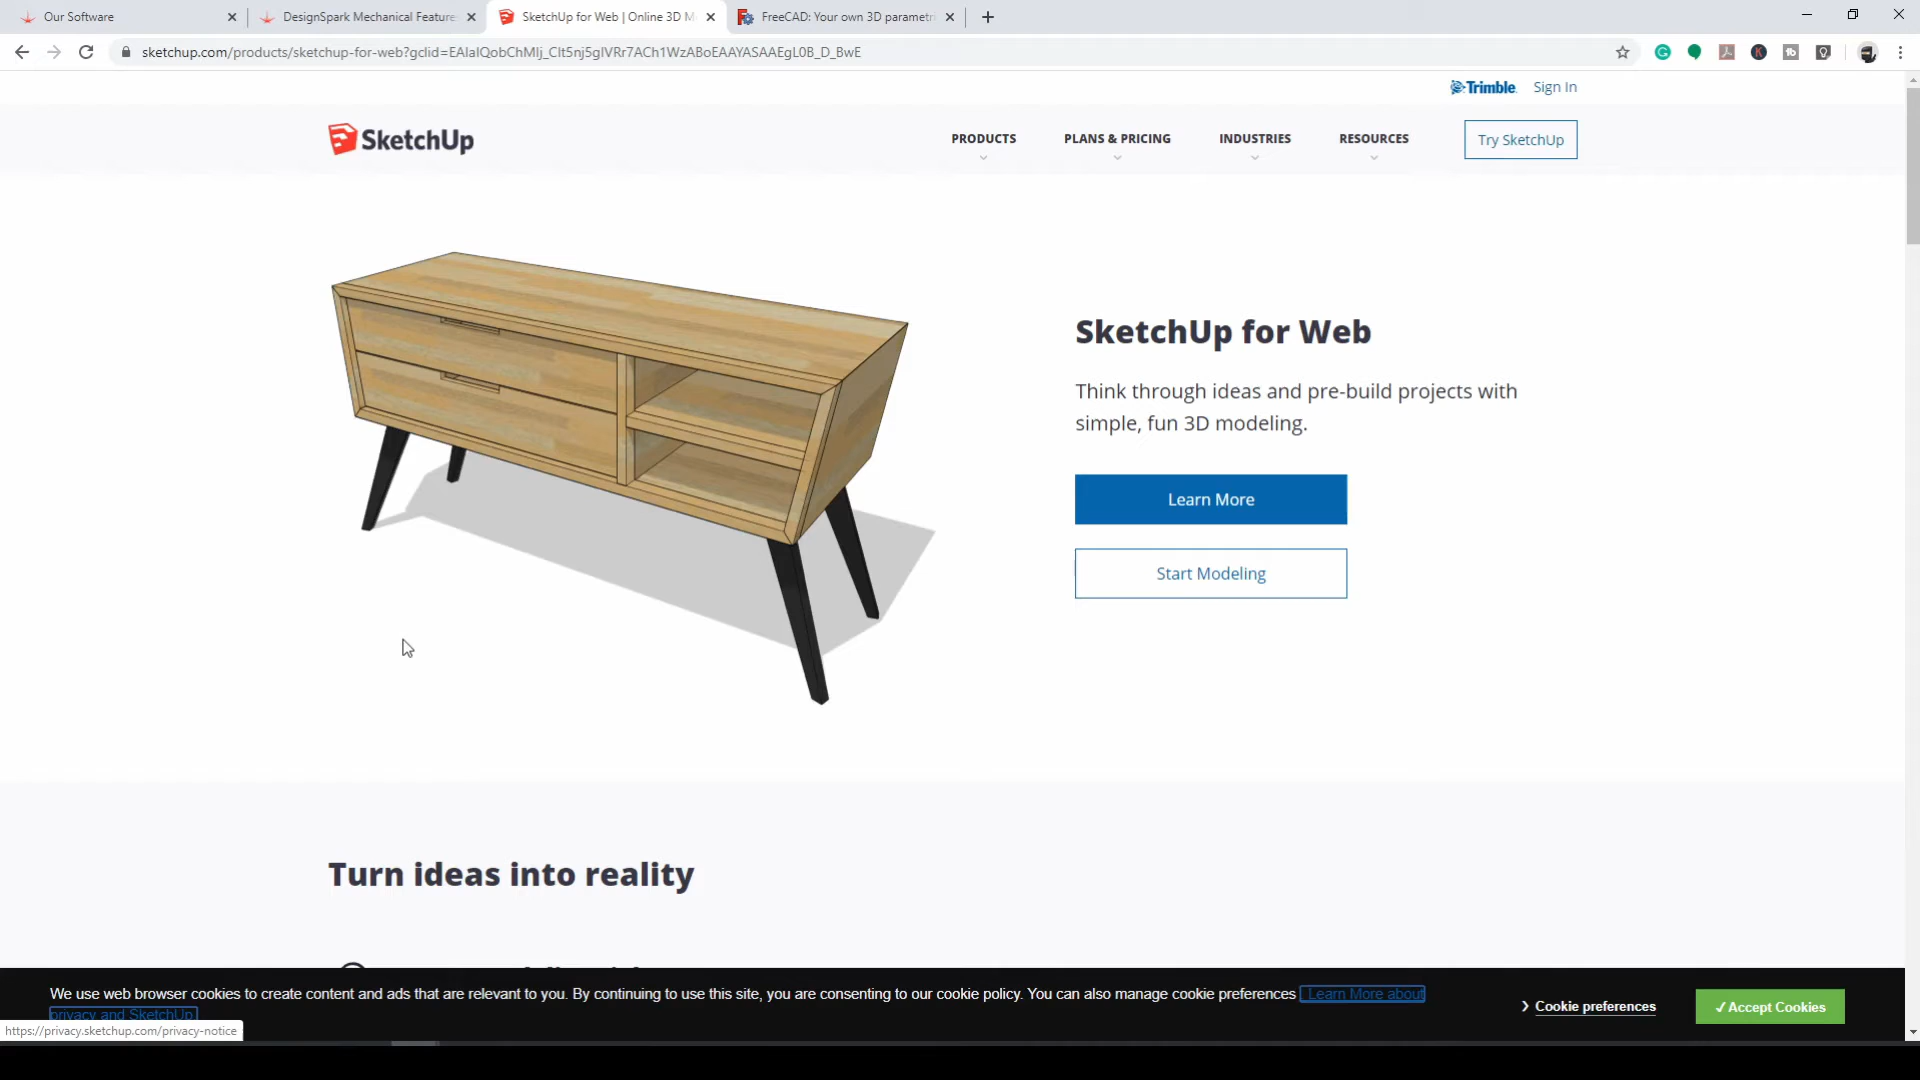 Our Software
DesignSpark Mechanical Feature
SketchUp for Web | Online 3D M
FreeCAD: Your own 3D parametri
sketchup.com/products/sketchup-for-web?gclid=
Trimble
Sign In
SketchUp
PRODUCTS
PLANS & PRICING
INDUSTRIES
RESOURCES
Try SketchUp
SketchUp for Web
Think through ideas and pre-build projects with
simple, fun 3D modeling.
Learn More
Start Modeling
Turn ideas into reality
We use web browser cookies to create content and ads that are relevant to you. By continuing to use this site, you are consenting to our cookie policy. You can also manage cookie preferences [ Learn More about
privacy and SketchUp]
Cookie preferences
✓Accept Cookies
https://privacy.sketchup.com/privacy-notice